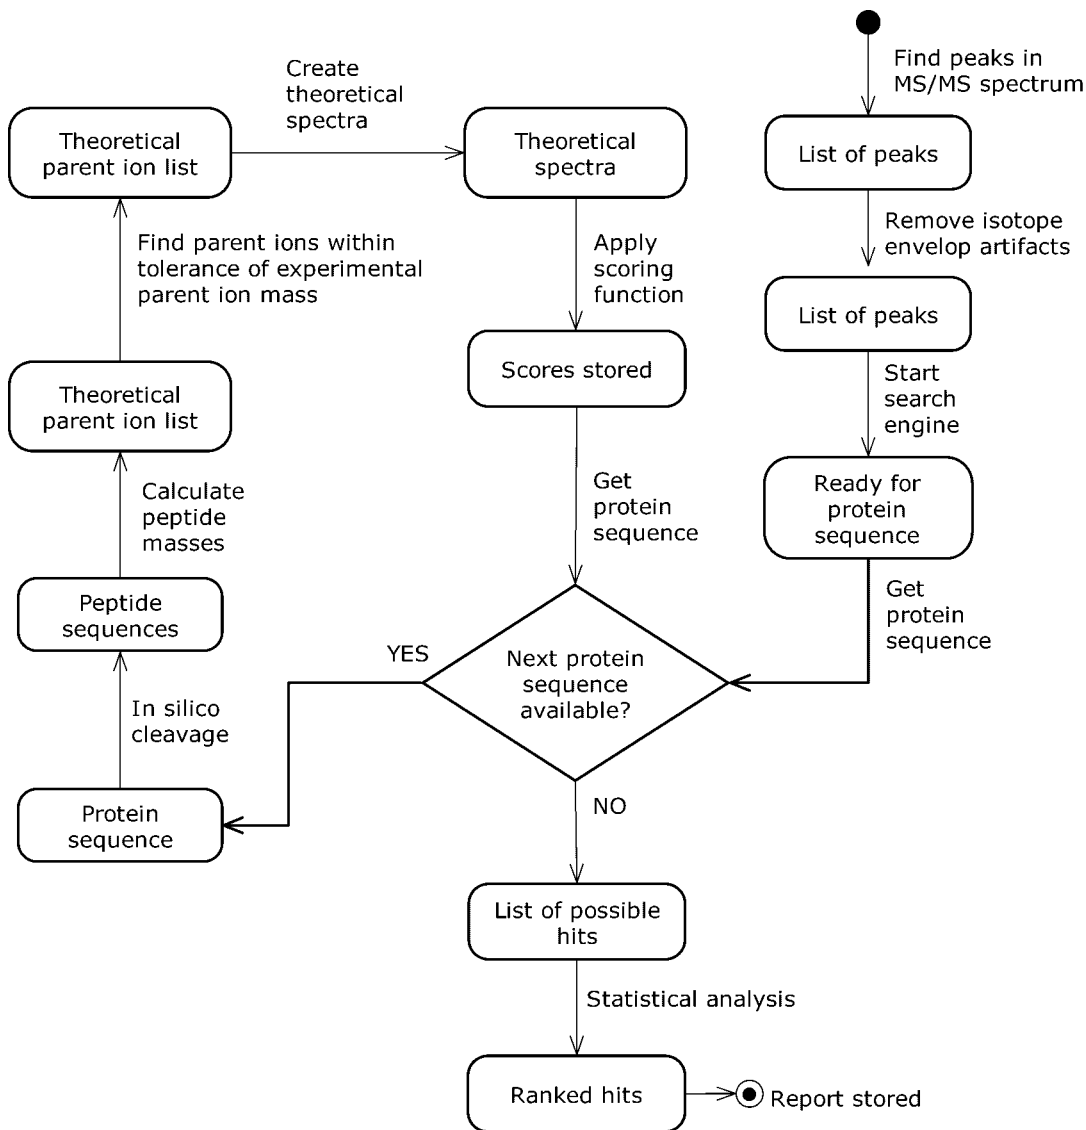 Find peaks in
MS/MS spectrum
List of peaks
Remove isotope
envelop artifacts
List of peaks
Start
search
engine
Ready for
protein
sequence
Get
protein
sequence
Next protein
sequence
available?
YES
Protein
sequence
In silico
cleavage
Peptide
sequences
Calculate
peptide
masses
Theoretical
parent ion list
Find parent ions within
tolerance of experimental
parent ion mass
Theoretical
parent ion list
Create
theoretical
spectra
Theoretical
spectra
Apply
scoring
function
Scores stored
Get
protein
sequence
NO
List of possible
hits
Statistical analysis
Ranked hits
Report stored